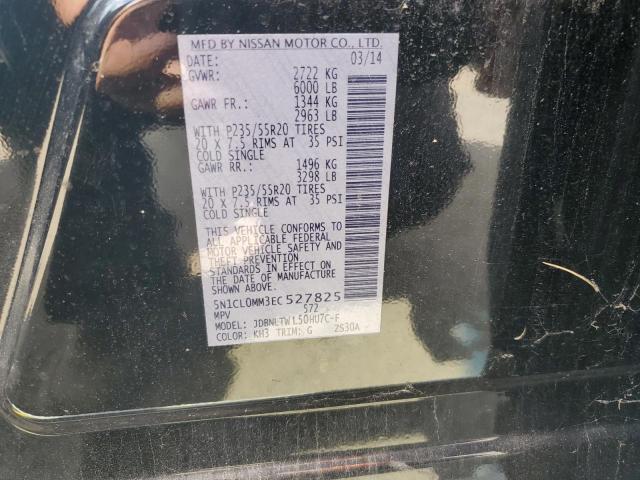 MFD BY NISSAN MOTOR CO., LTD.
DATE: 03/14
GVWR: 2722 KG
6000 LB
GAWR FR.: 1344 KG
2963 LB
WITH P235/55R20 TIRES
20 X 7.5 RIMS AT 35 PSI
COLD SINGLE
GAWR RR.: 1496 KG
3298 LB
WITH P235/55R20 TIRES
20 X 7.5 RIMS AT 35 PSI
COLD SINGLE
THIS VEHICLE CONFORMS TO
ALL APPLICABLE FEDERAL
MOTOR VEHICLE SAFETY AND
THEFT PREVENTION
STANDARDS IN EFFECT ON
THE DATE OF MANUFACTURE
SHOWN ABOVE.
5N1CL0MM3EC527825
MPV 572
MODEL: JDBNLTWL50HU7C-F
COLOR: KH3 TRIM: G 2S30A